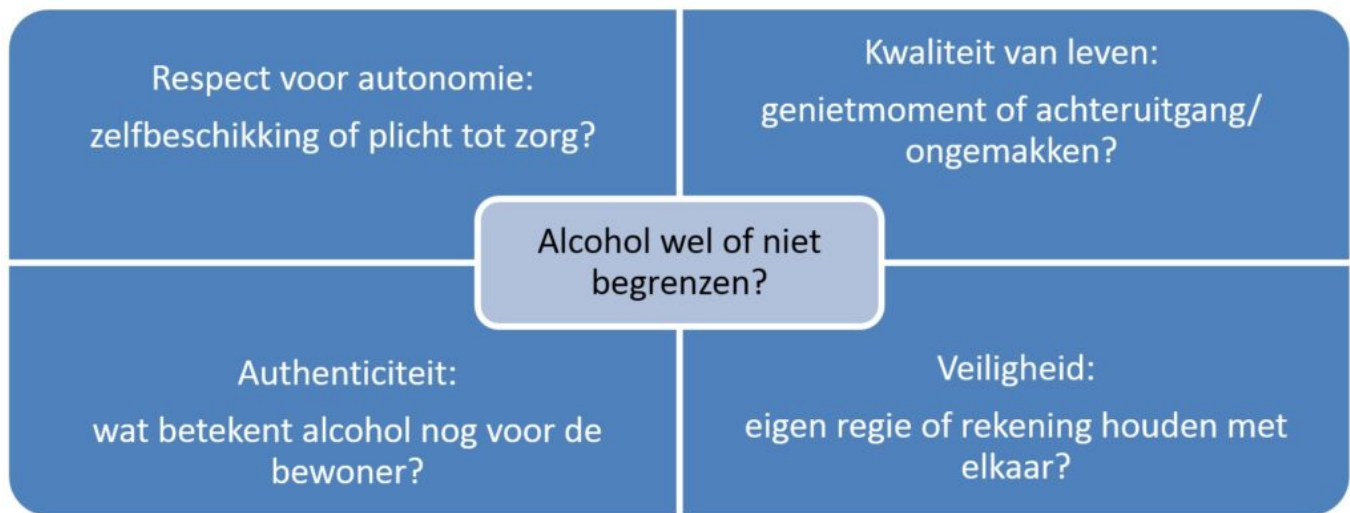 Respect voor autonomie:
zelfbeschikking of plicht tot zorg?
Kwaliteit van leven:
genietmoment of achteruitgang/
ongemakken?
Alcohol wel of niet
begrenzen?
Authenticiteit:
wat betekent alcohol nog voor de
bewoner?
Veiligheid:
eigen regie of rekening houden met
elkaar?